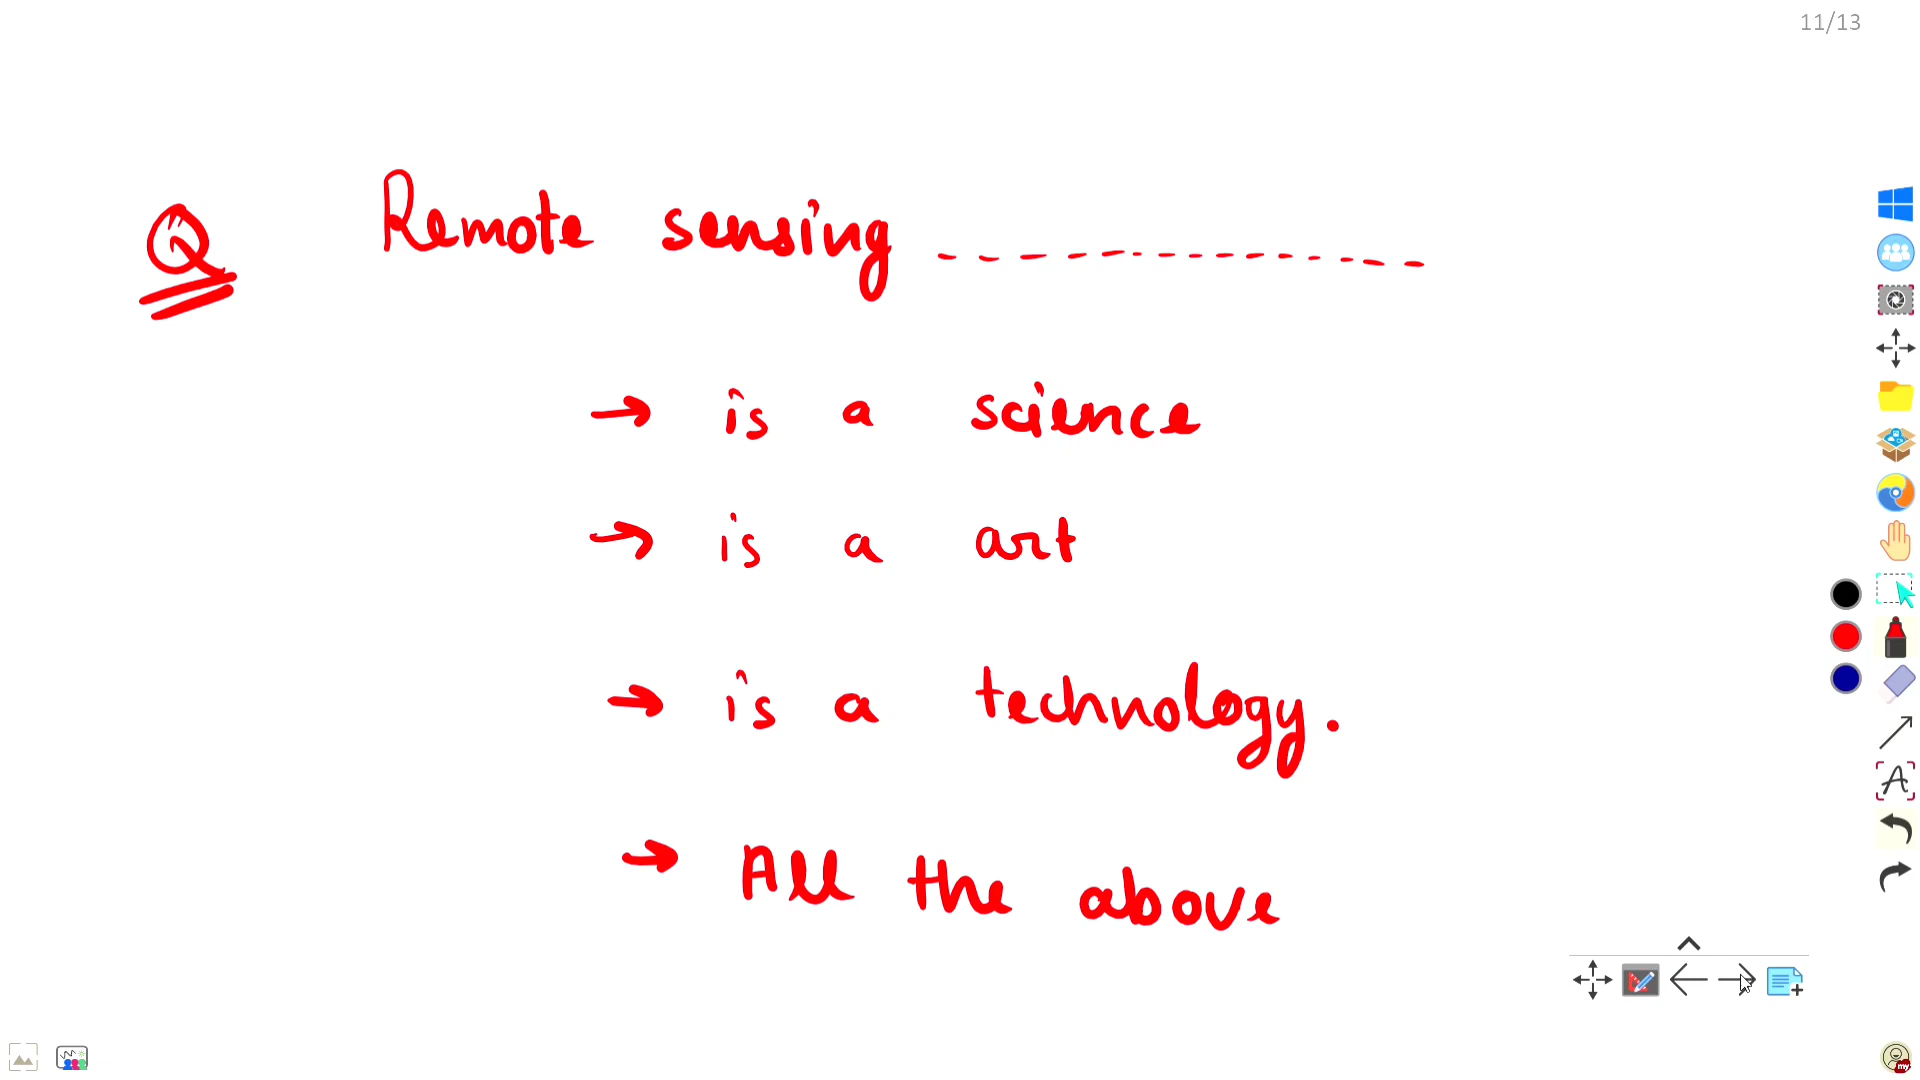 11/13
Q Remote sensing --------------
→ is a science
→ is a art
→ is a technology.
→ All the above